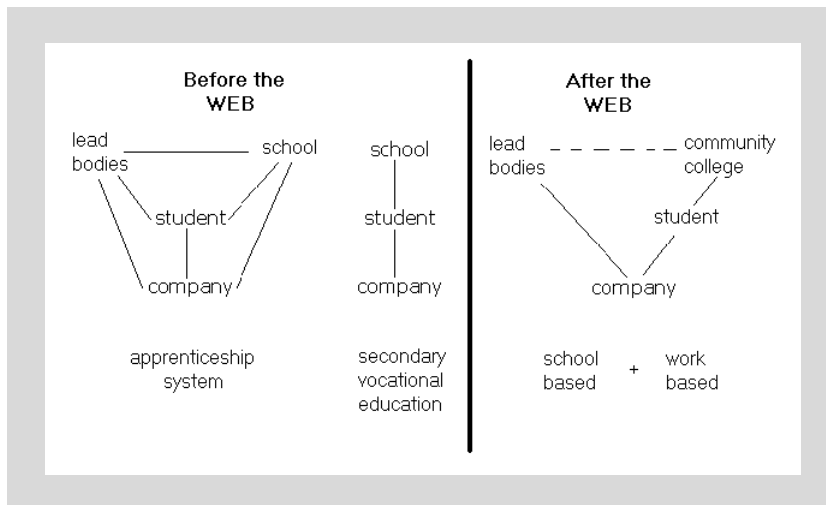 Before the
WEB
lead
bodies
school
student
company
apprenticeship
system
school
student
company
secondary
vocational
education
After the
WEB
lead
bodies
community
college
student
company
school
based
+
work
based